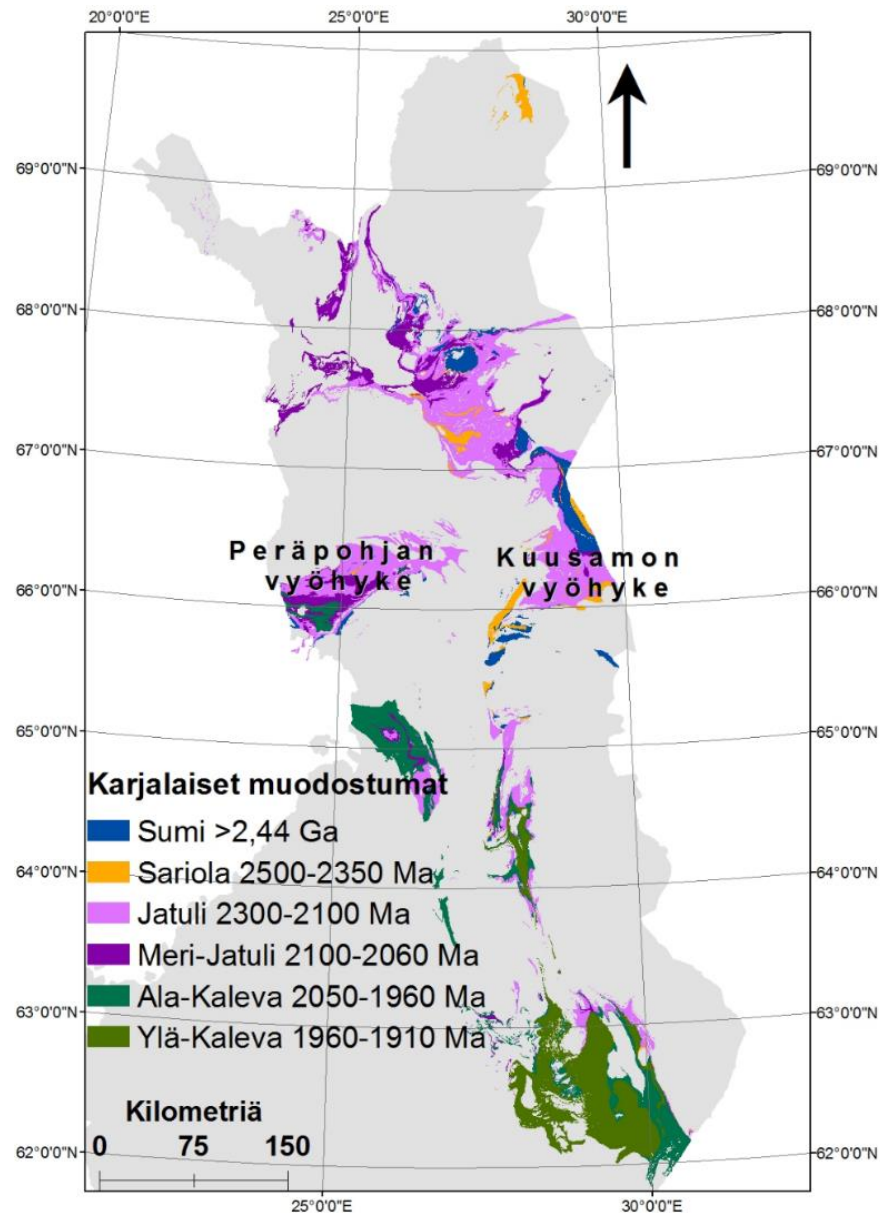 20°0'0"E 25°0'0"E 30°0'0"E
69°0'0"N 69°0'0"N
68°0'0"N 68°0'0"N
67°0'0"N 67°0'0"N
Peräpohjan
vyöhyke
Kuusamon
vyöhyke
66°0'0"N 66°0'0"N
65°0'0"N 65°0'0"N
Karjalaiset muodostumat
Sumi >2,44 Ga
Sariola 2500-2350 Ma
64°0'0"N 64°0'0"N
Jatuli 2300-2100 Ma
Meri-Jatuli 2100-2060 Ma
Ala-Kaleva 2050-1960 Ma
63°0'0"N 63°0'0"N
Ylä-Kaleva 1960-1910 Ma
Kilometriä
0 75 150
62°0'0"N 62°0'0"N
25°0'0"E 30°0'0"E